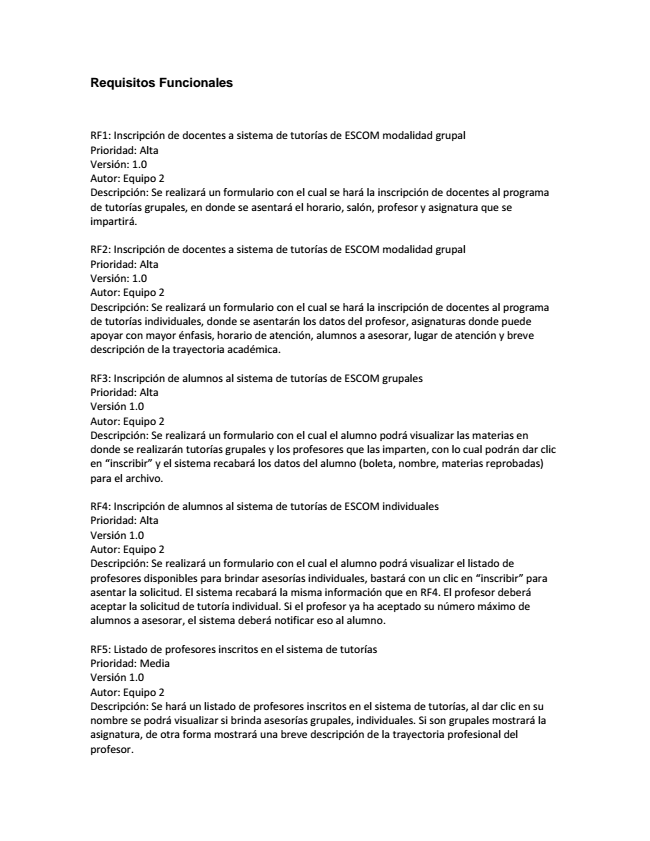 Requisitos Funcionales
RF1: Inscripción de docentes a sistema de tutorías de ESCOM modalidad grupal
Prioridad: Alta
Versión: 1.0
Autor: Equipo 2
Descripción: Se realizará un formulario con el cual se hará la inscripción de docentes al programa
de tutorías grupales, en donde se asentará el horario, salón, profesor y asignatura que se
impartirá.
RF2: Inscripción de docentes a sistema de tutorías de ESCOM modalidad grupal
Prioridad: Alta
Versión: 1.0
Autor: Equipo 2
Descripción: Se realizará un formulario con el cual se hará la inscripción de docentes al programa
de tutorías individuales, donde se asentarán los datos del profesor, asignaturas donde puede
apoyar con mayor énfasis, horario de atención, alumnos a asesorar, lugar de atención y breve
descripción de la trayectoria académica.
RF3: Inscripción de alumnos al sistema de tutorías de ESCOM grupales
Prioridad: Alta
Versión 1.0
Autor: Equipo 2
Descripción: Se realizará un formulario con el cual el alumno podrá visualizar las materias en
donde se realizarán tutorías grupales y los profesores que las imparten, con lo cual podrán dar clic
en “inscribir” y el sistema recabará los datos del alumno (boleta, nombre, materias reprobadas)
para el archivo.
RF4: Inscripción de alumnos al sistema de tutorías de ESCOM individuales
Prioridad: Alta
Versión 1.0
Autor: Equipo 2
Descripción: Se realizará un formulario con el cual el alumno podrá visualizar el listado de
profesores disponibles para brindar asesorías individuales, bastará con un clic en “inscribir” para
asentar la solicitud. El sistema recabará la misma información que en RF4. El profesor deberá
aceptar la solicitud de tutoría individual. Si el profesor ya ha aceptado su número máximo de
alumnos a asesorar, el sistema deberá notificar eso al alumno.
RF5: Listado de profesores inscritos en el sistema de tutorías
Prioridad: Media
Versión 1.0
Autor: Equipo 2
Descripción: Se hará un listado de profesores inscritos en el sistema de tutorías, al dar clic en su
nombre se podrá visualizar si brinda asesorías grupales, individuales. Si son grupales mostrará la
asignatura, de otra forma mostrará una breve descripción de la trayectoria profesional del
profesor.